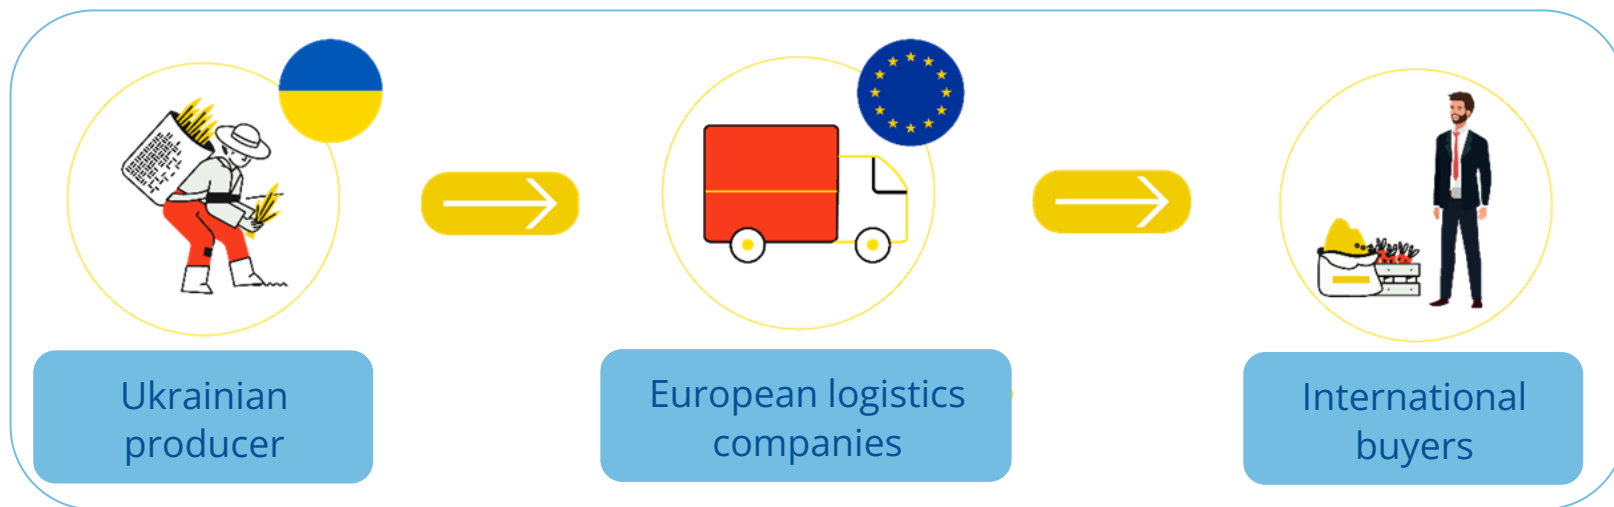 Ukrainian
producer
European logistics
companies
International
buyers